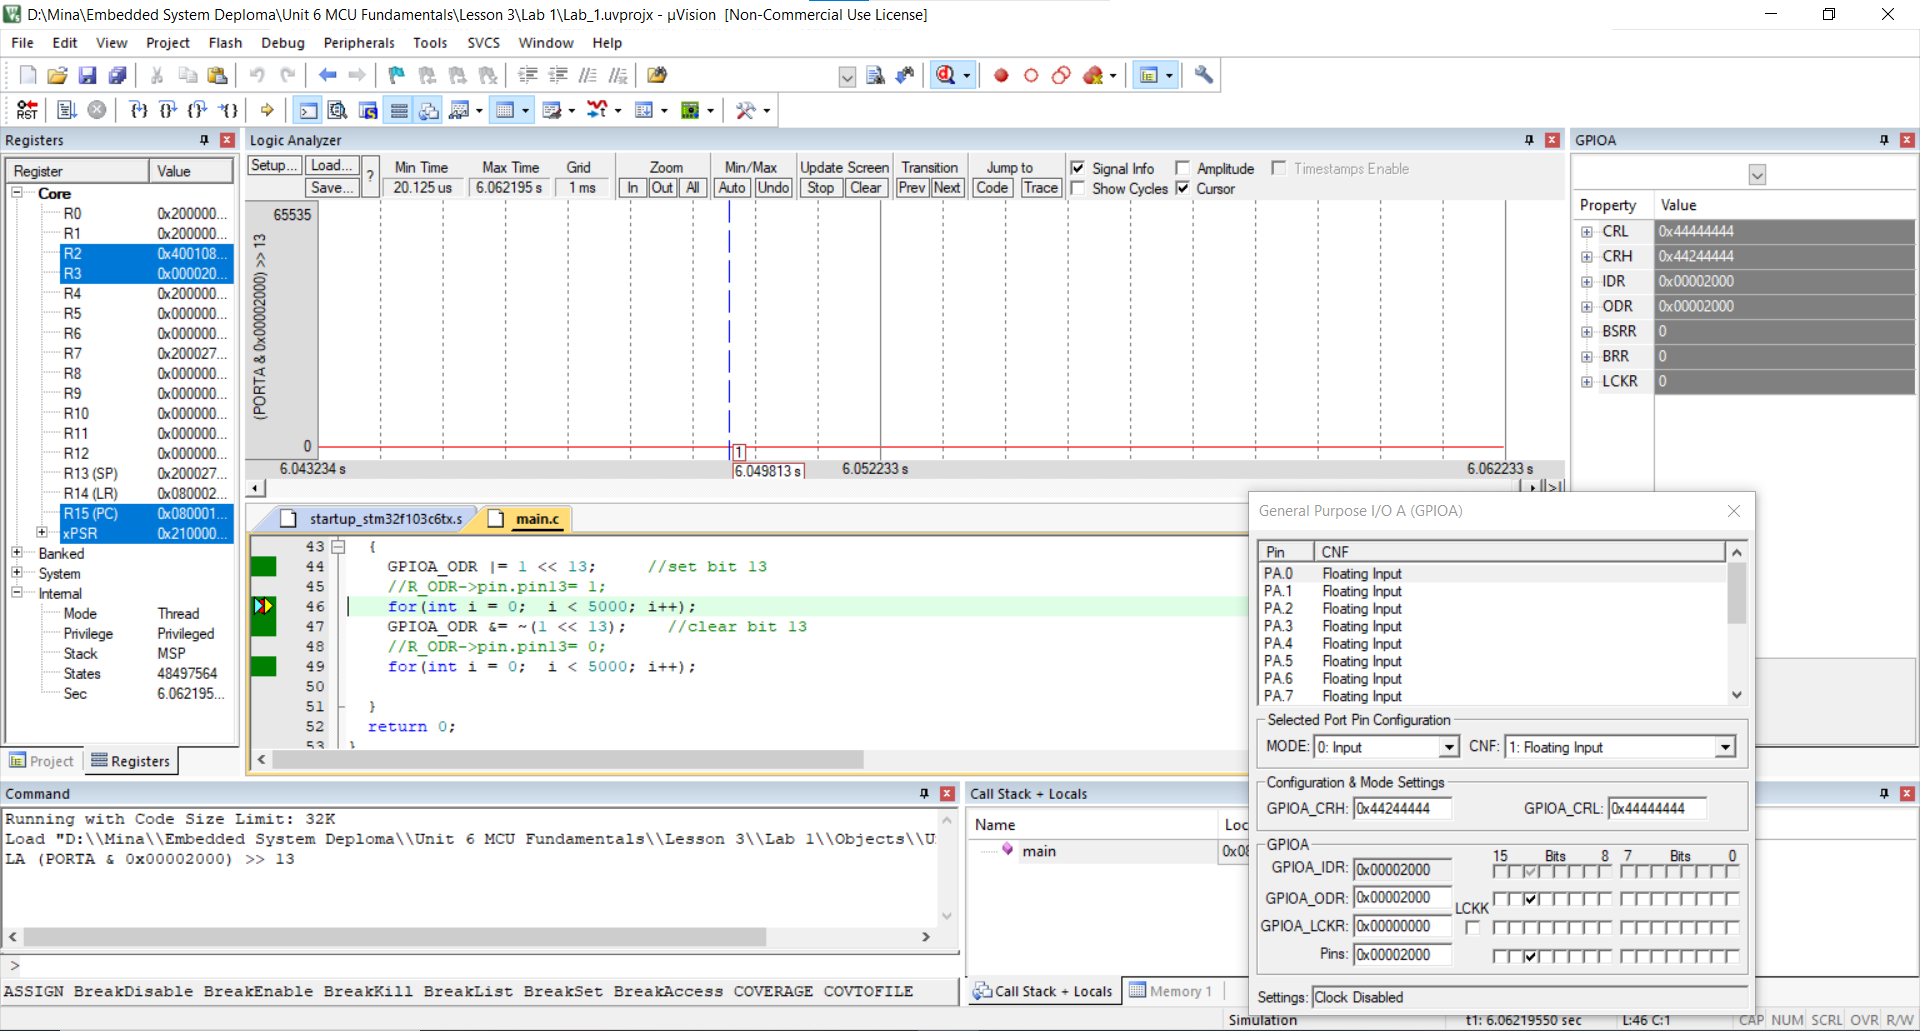 D:\Mina\Embedded System Deploma\Unit 6 MCU Fundamentals\Lesson 3\Lab 1\Lab_1.uvprojx - µVision [Non-Commercial Use License]
File Edit View Project Flash Debug Peripherals Tools SVCS Window Help
RST
Registers
Register Value
Core
R0 0x200000...
R1 0x200000...
R2 0x400108...
R3 0x000020...
R4 0x200000...
R5 0x000000...
R6 0x000000...
R7 0x200027...
R8 0x000000...
R9 0x000000...
R10 0x000000...
R11 0x000000...
R12 0x000000...
R13 (SP) 0x200027...
R14 (LR) 0x080002...
R15 (PC) 0x080001...
xPSR 0x210000...
Banked
System
Internal
Mode Thread
Privilege Privileged
Stack MSP
States 48497564
Sec 6.062195...
Project Registers
Logic Analyzer
Setup... Load... Min Time Max Time Grid Zoom Min/Max Update Screen Transition Jump to Signal Info Amplitude Timestamps Enable
Save... ? 20.125 us 6.062195 s 1 ms In Out All Auto Undo Stop Clear Prev Next Code Trace Show Cycles Cursor
65535
(PORTA & 0x00002000) >> 13
0
1
6.043234 s 6.049813 s 6.052233 s 6.062233 s
startup_stm32f103c6tx.s main.c
43 {
44 GPIOA_ODR |= 1 << 13; //set bit 13
45 //R_ODR->pin.pin13= 1;
46 for(int i = 0; i < 5000; i++);
47 GPIOA_ODR &= ~(1 << 13); //clear bit 13
48 //R_ODR->pin.pin13= 0;
49 for(int i = 0; i < 5000; i++);
50
51 }
52 return 0;
53 }
GPIOA
Property Value
CRL 0x44444444
CRH 0x44244444
IDR 0x00002000
ODR 0x00002000
BSRR 0
BRR 0
LCKR 0
General Purpose I/O A (GPIOA)
Pin CNF
PA.0 Floating Input
PA.1 Floating Input
PA.2 Floating Input
PA.3 Floating Input
PA.4 Floating Input
PA.5 Floating Input
PA.6 Floating Input
PA.7 Floating Input
Selected Port Pin Configuration
MODE: 0: Input CNF: 1: Floating Input
Configuration & Mode Settings
GPIOA_CRH: 0x44244444 GPIOA_CRL: 0x44444444
GPIOA
15 Bits 8 7 Bits 0
GPIOA_IDR: 0x00002000
GPIOA_ODR: 0x00002000
LCKK
GPIOA_LCKR: 0x00000000
Pins: 0x00002000
Settings: Clock Disabled
Command
Running with Code Size Limit: 32K
Load "D:\\Mina\\Embedded System Deploma\\Unit 6 MCU Fundamentals\\Lesson 3\\Lab 1\\Objects\\U
LA (PORTA & 0x00002000) >> 13
>
ASSIGN BreakDisable BreakEnable BreakKill BreakList BreakSet BreakAccess COVERAGE COVTOFILE
Call Stack + Locals
Name Loc
main 0x08
Call Stack + Locals Memory 1
Simulation t1: 6.06219550 sec L:46 C:1 CAP NUM SCRL OVR R/W